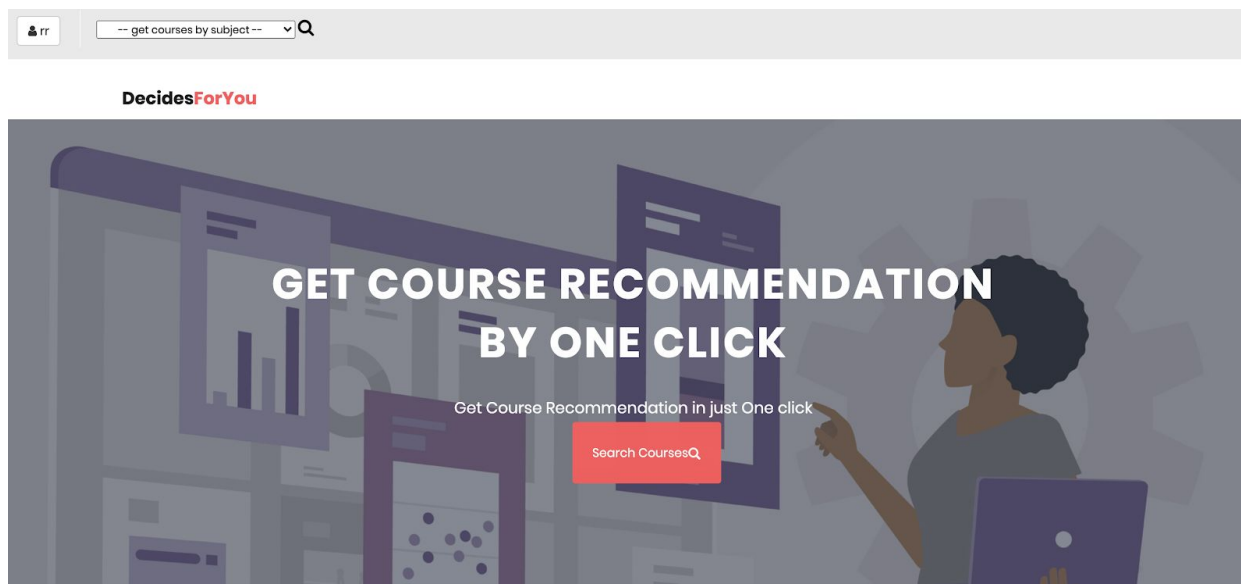 rr
-- get courses by subject --
DecidesForYou
GET COURSE RECOMMENDATION
BY ONE CLICK
Get Course Recommendation in just One click
Search Courses